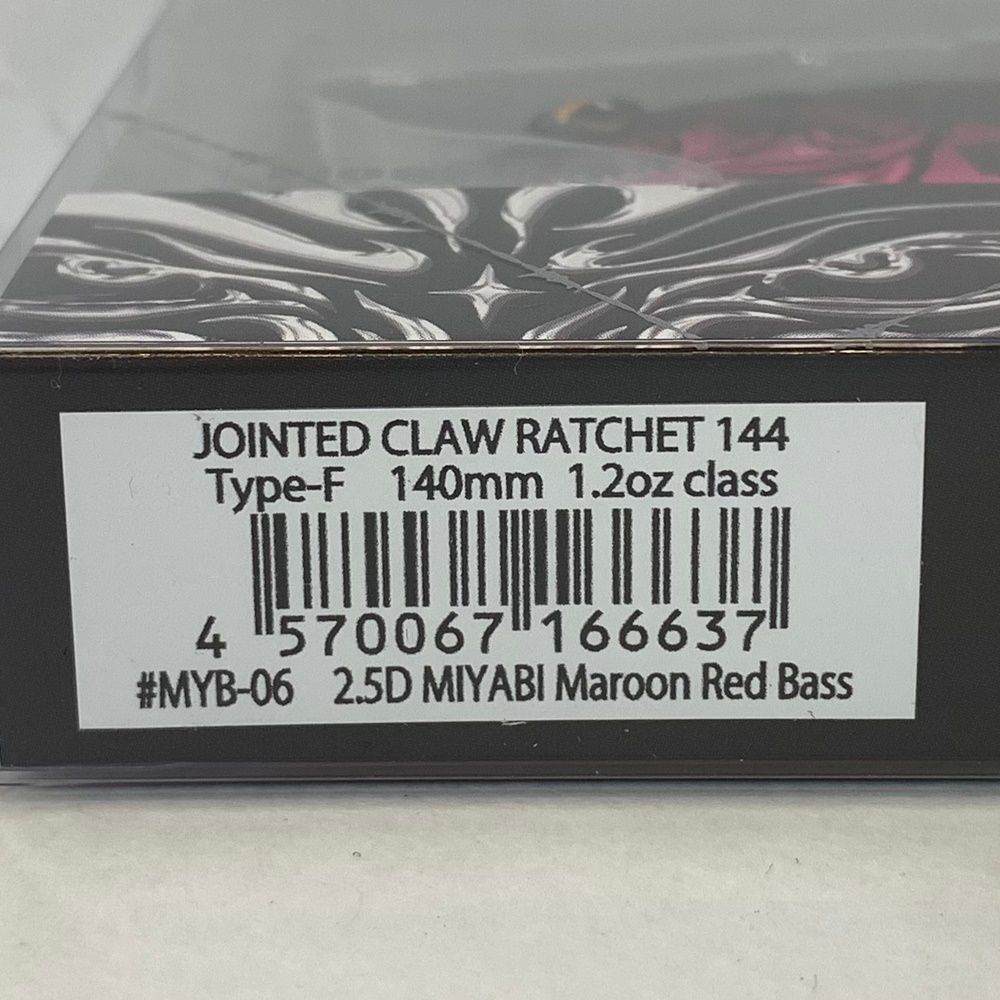 JOINTED CLAW RATCHET 144
Type-F 140mm 1.2oz class
4 570067 166637
#MYB-06 2.5D MIYABI Maroon Red Bass